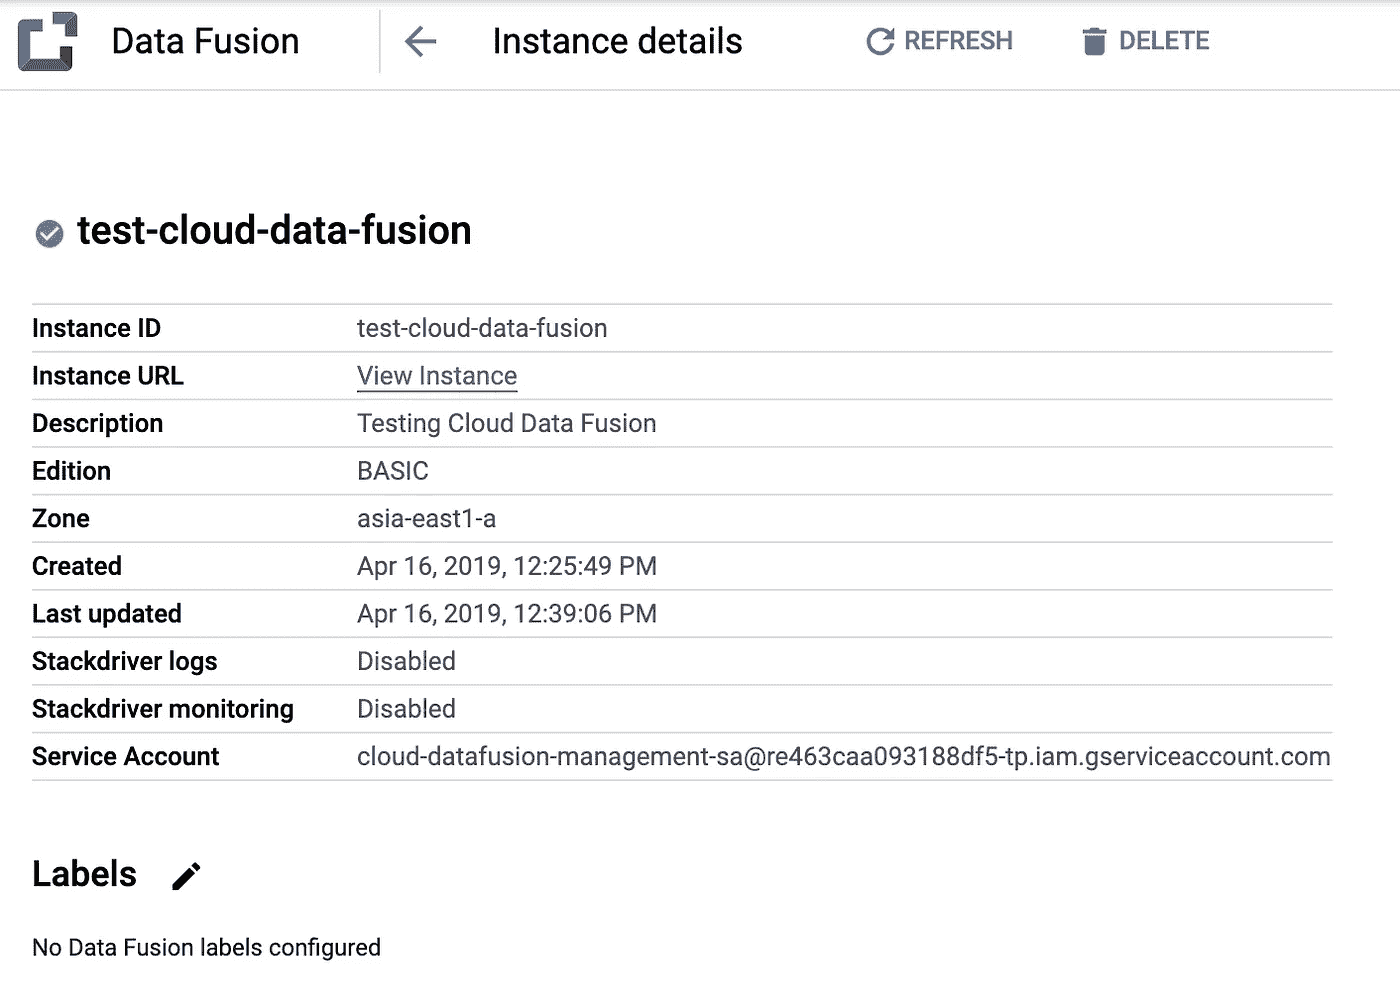 Data Fusion Instance details REFRESH DELETE
test-cloud-data-fusion
Instance ID test-cloud-data-fusion
Instance URL View Instance
Description Testing Cloud Data Fusion
Edition BASIC
Zone asia-east1-a
Created Apr 16, 2019, 12:25:49 PM
Last updated Apr 16, 2019, 12:39:06 PM
Stackdriver logs Disabled
Stackdriver monitoring Disabled
Service Account cloud-datafusion-management-sa@re463caa093188df5-tp.iam.gserviceaccount.com
Labels
No Data Fusion labels configured